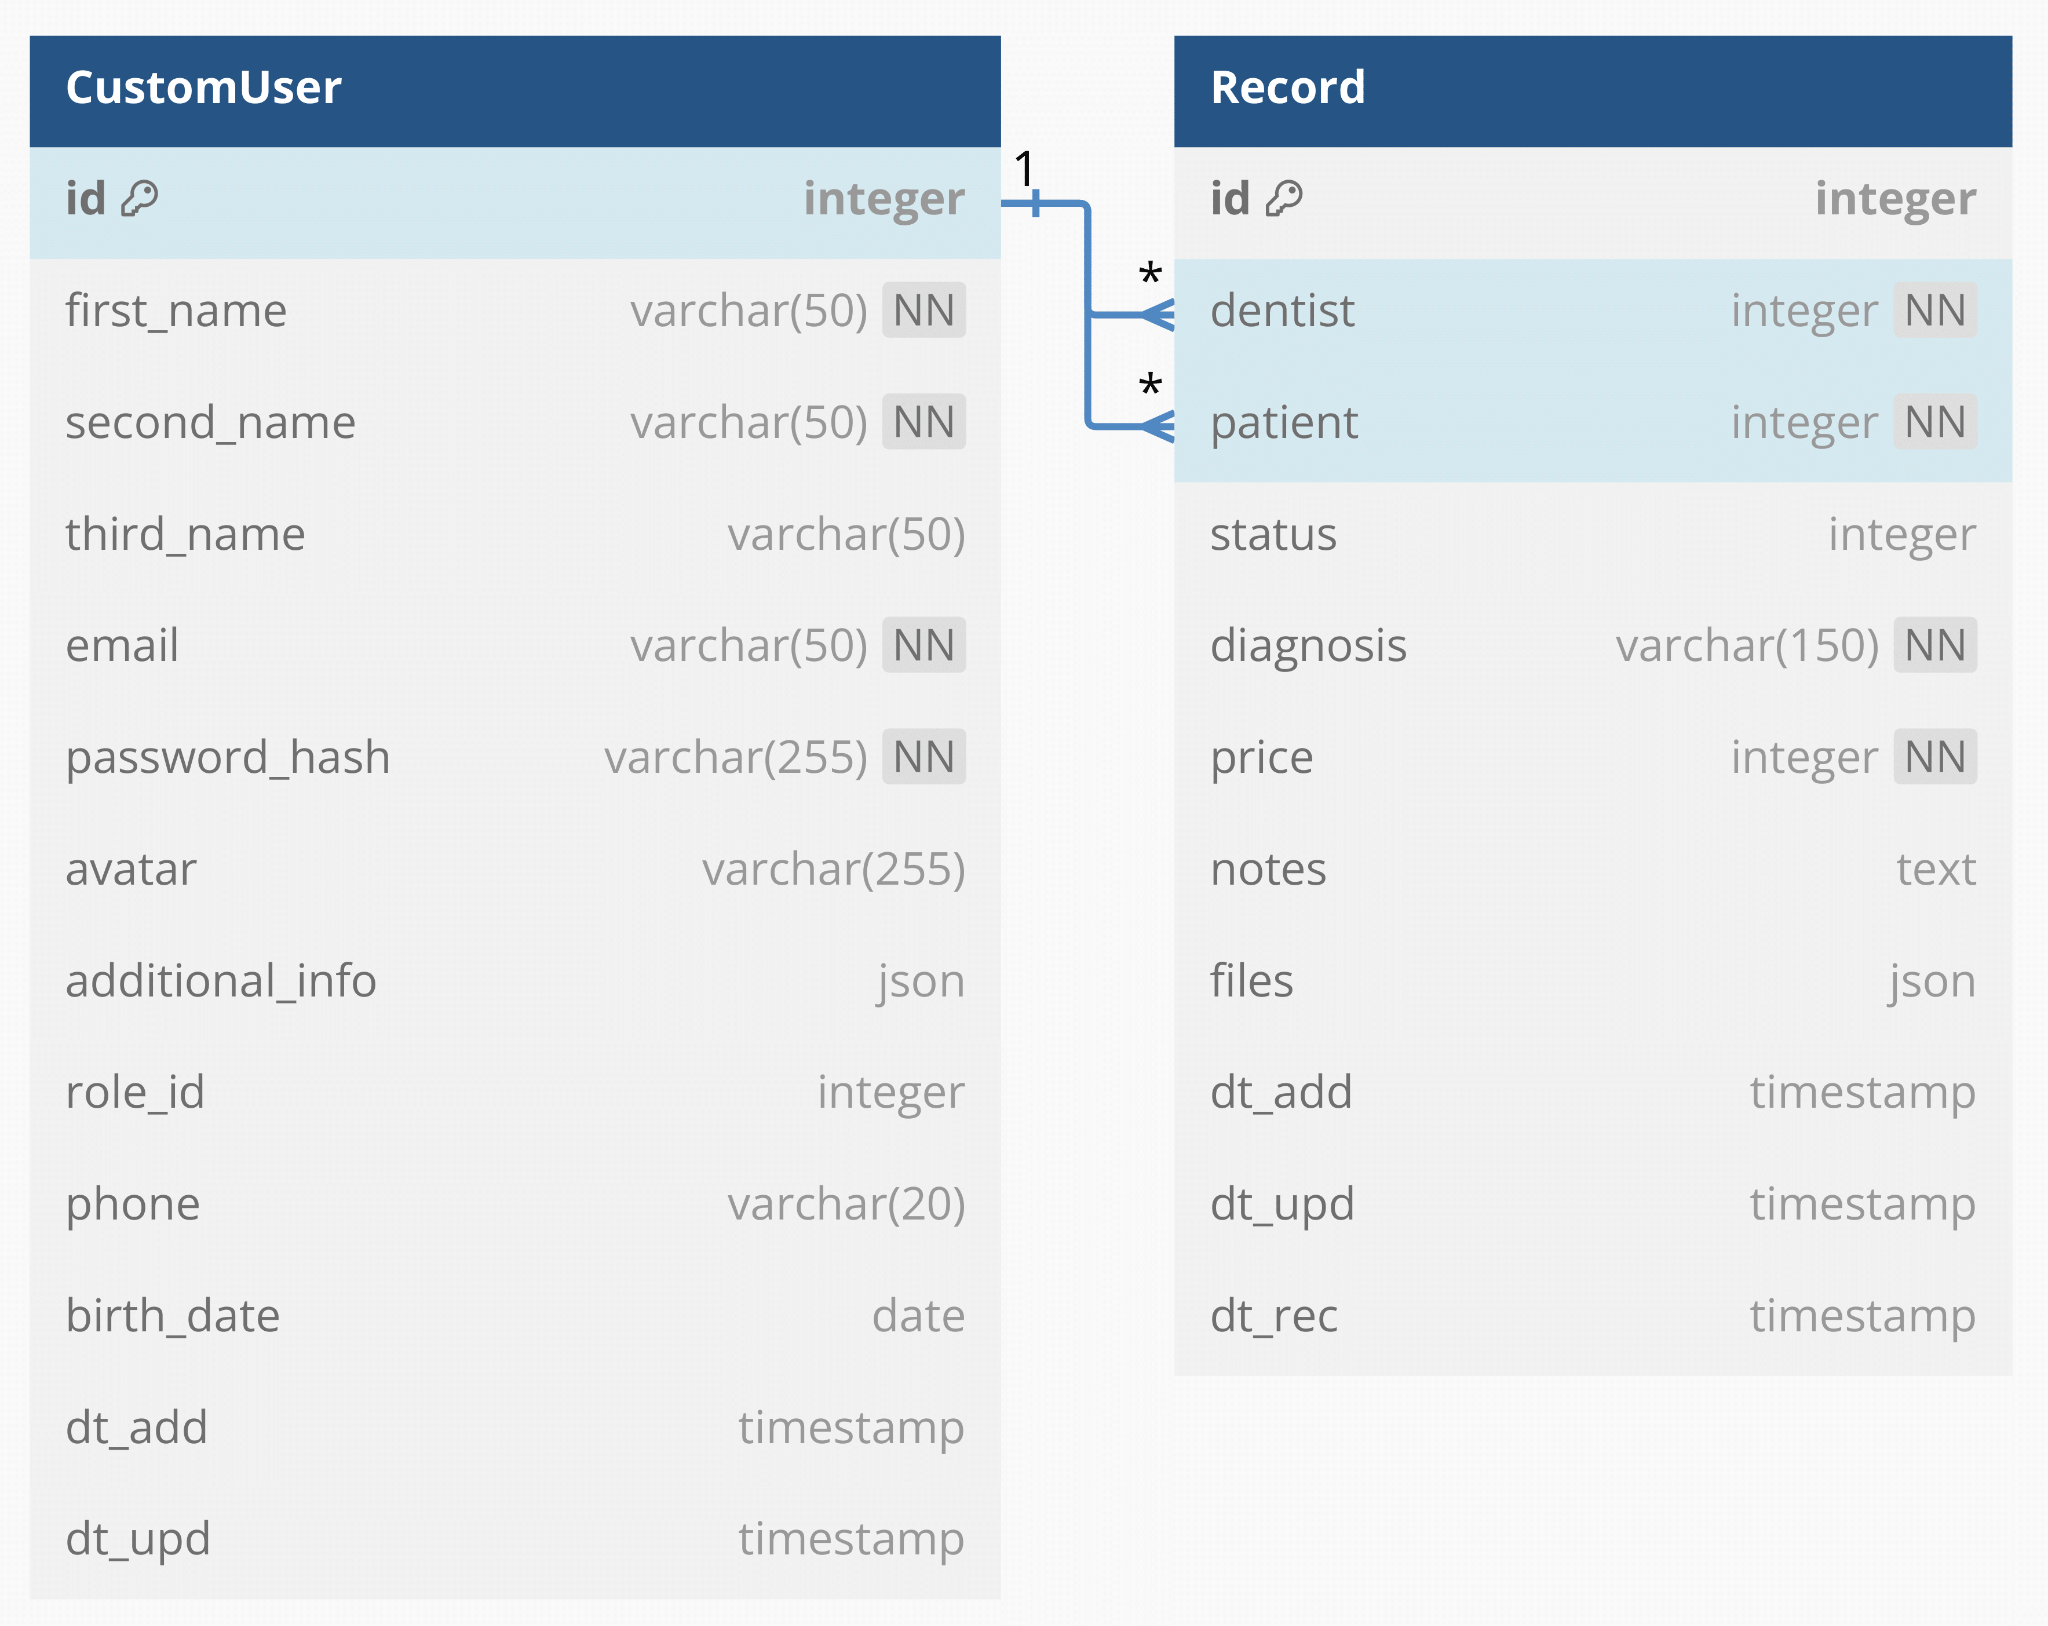 CustomUser
id integer
first_name varchar(50) NN
second_name varchar(50) NN
third_name varchar(50)
email varchar(50) NN
password_hash varchar(255) NN
avatar varchar(255)
additional_info json
role_id integer
phone varchar(20)
birth_date date
dt_add timestamp
dt_upd timestamp
1
*
*
Record
id integer
dentist integer NN
patient integer NN
status integer
diagnosis varchar(150) NN
price integer NN
notes text
files json
dt_add timestamp
dt_upd timestamp
dt_rec timestamp